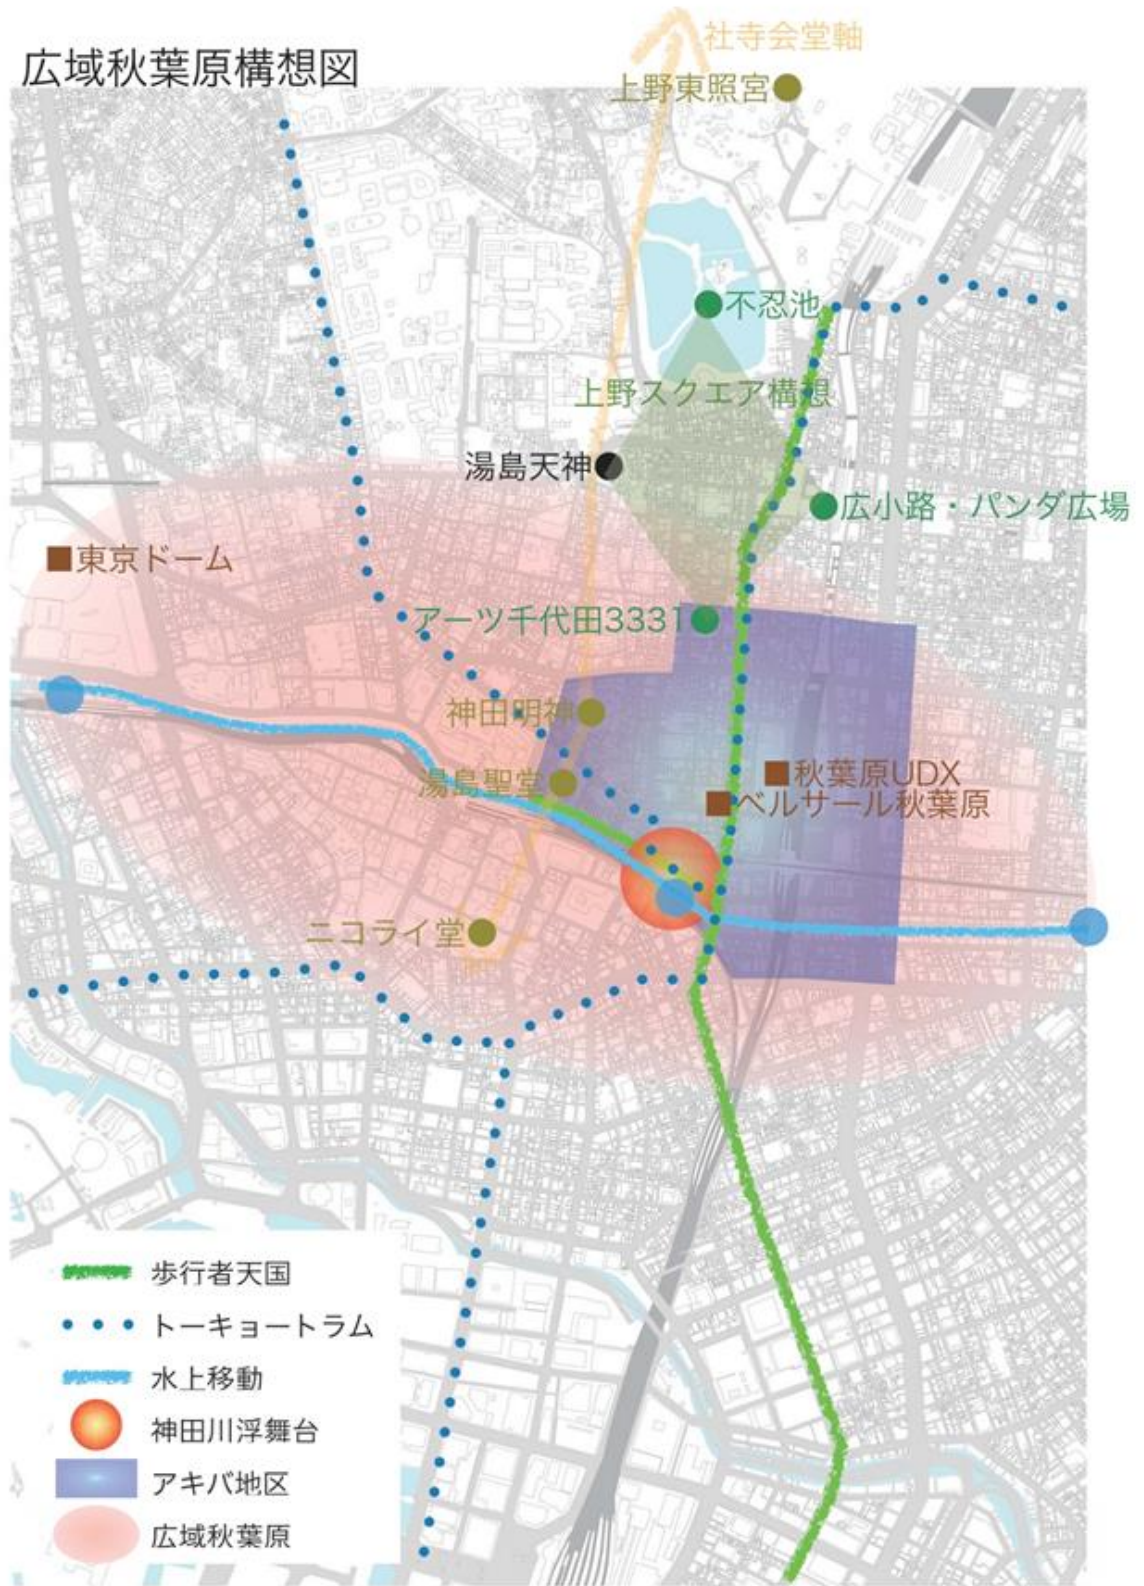 社寺会堂軸
広域秋葉原構想図
上野東照宮
不忍池
上野スクエア構想
湯島天神
広小路・パンダ広場
東京ドーム
アーツ千代田3331
神田明神
湯島聖堂
秋葉原UDX
ベルサール秋葉原
ニコライ堂
歩行者天国
トーキョートラム
水上移動
神田川浮舞台
アキバ地区
広域秋葉原